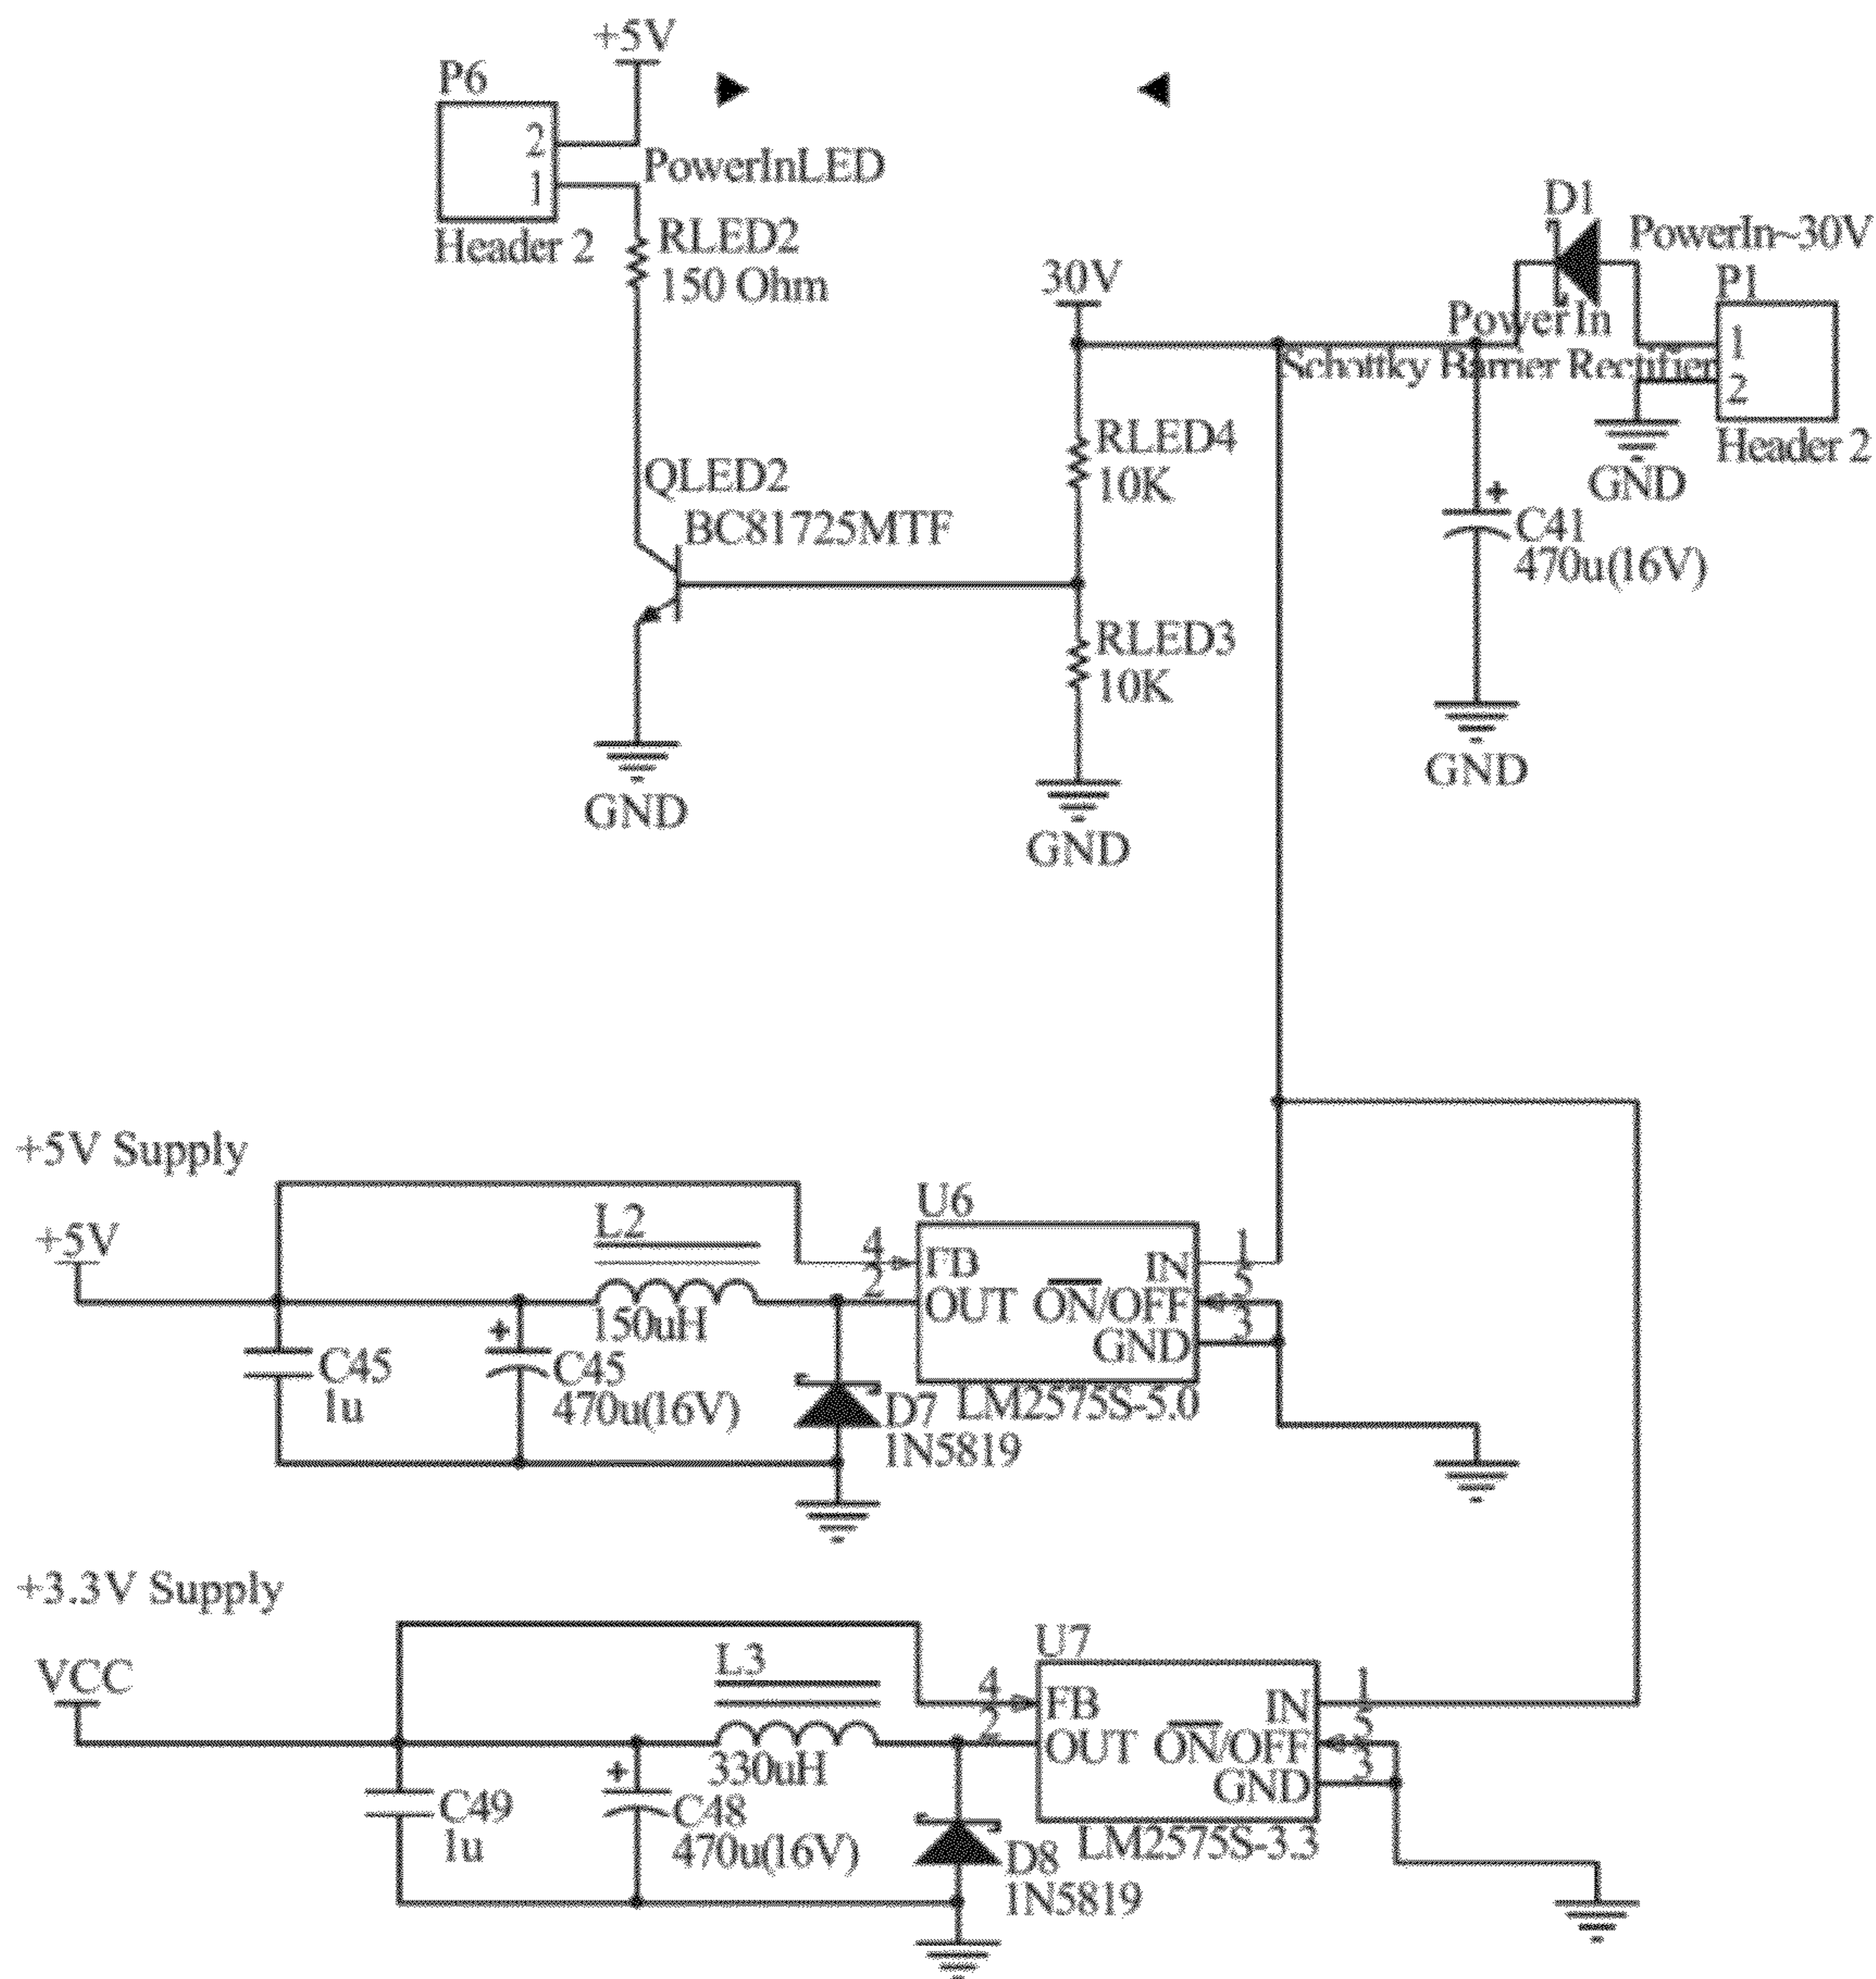 +5V
P6
2
1
PowerInLED
Header 2
RLED2
150 Ohm
D1
PowerIn~30V
P1
30V
PowerIn
Schottky Barrier Rectifier
1
2
Header 2
GND
RLED4
10K
QLED2
BC81725MTF
C41
470u(16V)
RLED3
10K
GND
GND
GND
+5V Supply
+5V
L2
150uH
U6
4
2
FB
OUT
IN
ON/OFF
GND
1
5
3
LM2575S-5.0
C45
1u
C45
470u(16V)
D7
1N5819
+3.3V Supply
VCC
L3
330uH
U7
4
2
FB
OUT
IN
ON/OFF
GND
1
5
3
LM2575S-3.3
C49
1u
C48
470u(16V)
D8
1N5819